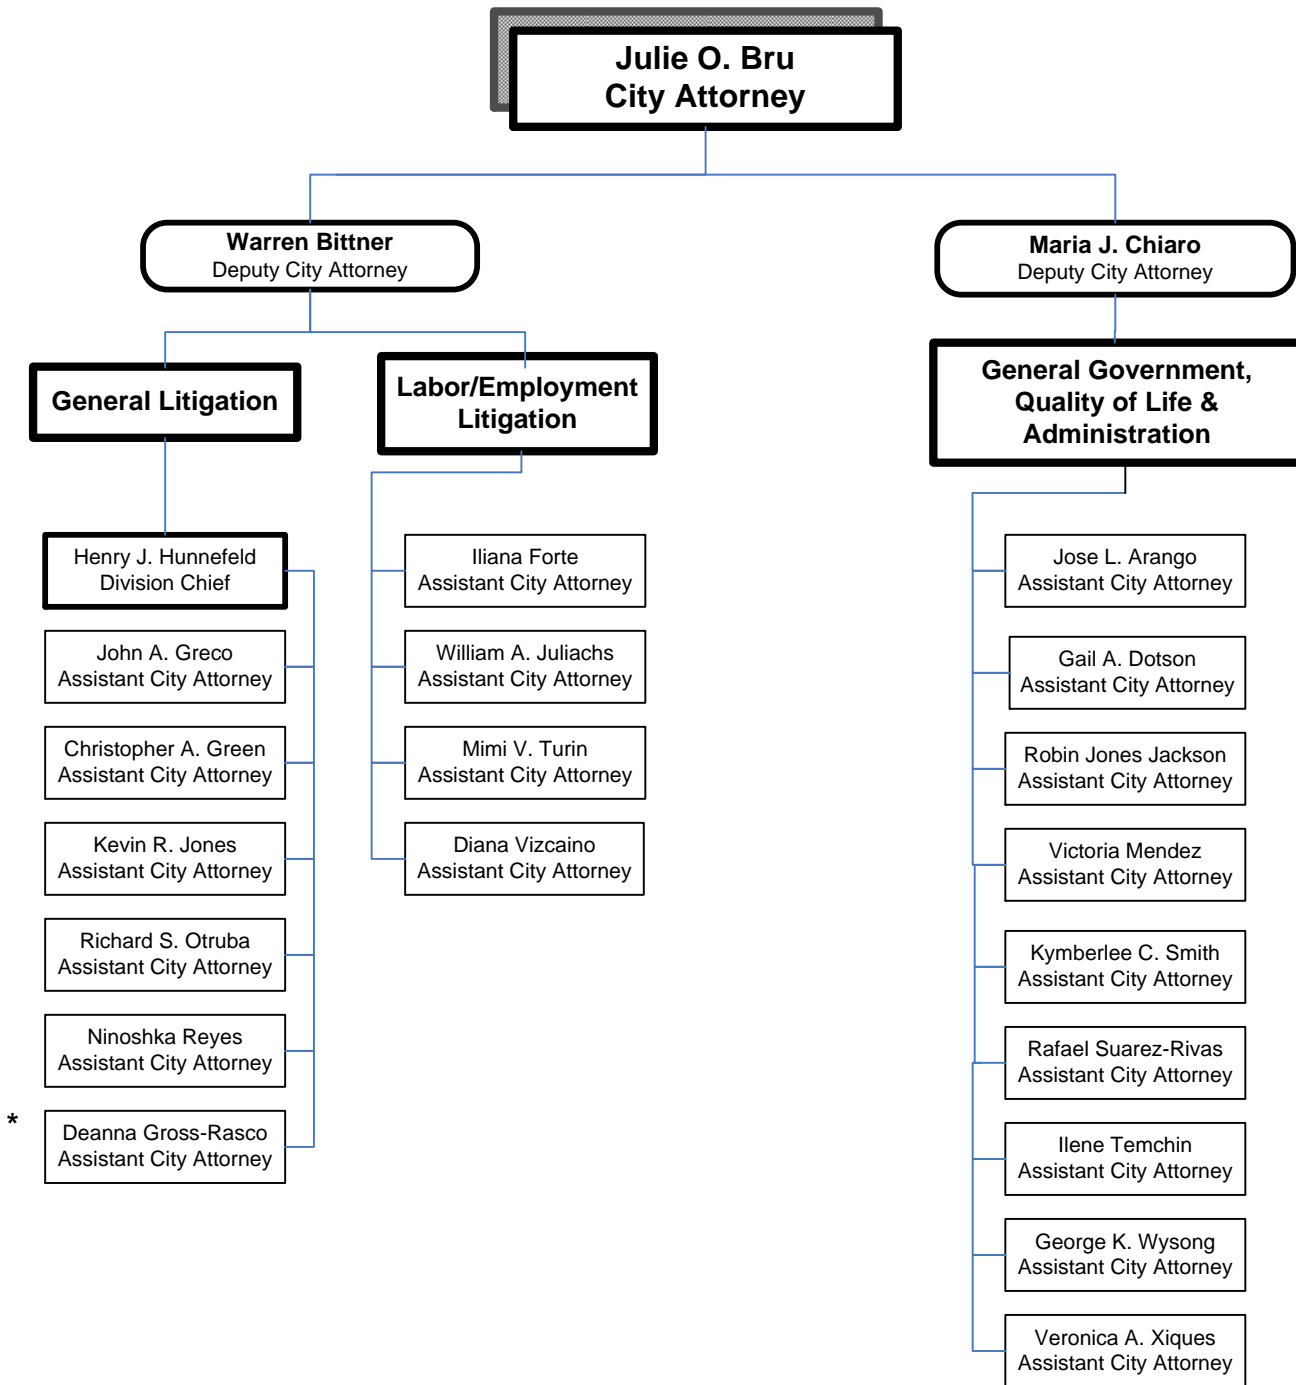 Julie O. Bru
City Attorney
Warren Bittner
Deputy City Attorney
Maria J. Chiaro
Deputy City Attorney
General Litigation
Labor/Employment
Litigation
General Government,
Quality of Life &
Administration
Henry J. Hunnefeld
Division Chief
John A. Greco
Assistant City Attorney
Christopher A. Green
Assistant City Attorney
Kevin R. Jones
Assistant City Attorney
Richard S. Otruba
Assistant City Attorney
Ninoshka Reyes
Assistant City Attorney
*
Deanna Gross-Rasco
Assistant City Attorney
Iliana Forte
Assistant City Attorney
William A. Juliachs
Assistant City Attorney
Mimi V. Turin
Assistant City Attorney
Diana Vizcaino
Assistant City Attorney
Jose L. Arango
Assistant City Attorney
Gail A. Dotson
Assistant City Attorney
Robin Jones Jackson
Assistant City Attorney
Victoria Mendez
Assistant City Attorney
Kymberlee C. Smith
Assistant City Attorney
Rafael Suarez-Rivas
Assistant City Attorney
Ilene Temchin
Assistant City Attorney
George K. Wysong
Assistant City Attorney
Veronica A. Xiques
Assistant City Attorney